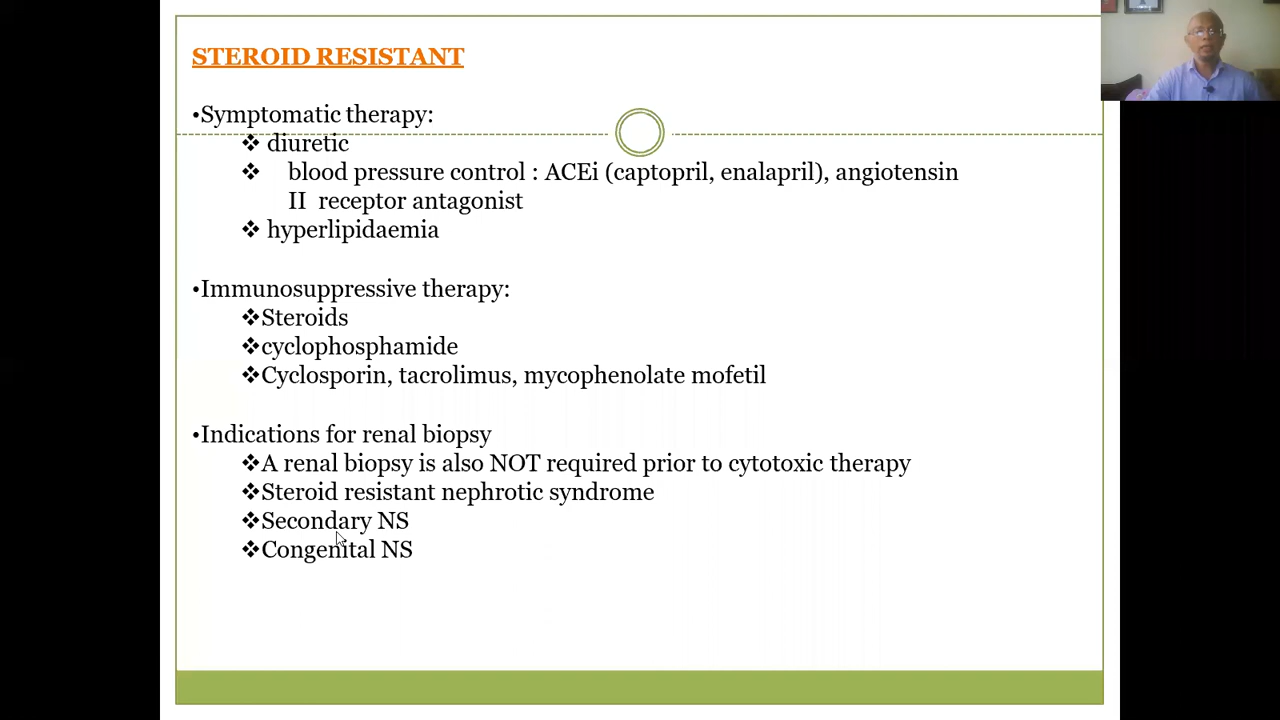 STEROID RESISTANT
•Symptomatic therapy:
❖ diuretic
❖ blood pressure control : ACEi (captopril, enalapril), angiotensin
II receptor antagonist
❖ hyperlipidaemia
•Immunosuppressive therapy:
❖Steroids
❖cyclophosphamide
❖Cyclosporin, tacrolimus, mycophenolate mofetil
•Indications for renal biopsy
❖A renal biopsy is also NOT required prior to cytotoxic therapy
❖Steroid resistant nephrotic syndrome
❖Secondary NS
❖Congenital NS